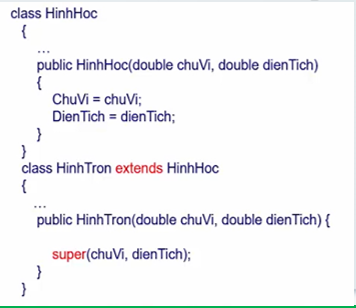 class HinhHoc
{
...
public HinhHoc(double chuVi, double dienTich)
{
ChuVi = chuVi;
DienTich = dienTich;
}
}
class HinhTron extends HinhHoc
{
...
public HinhTron(double chuVi, double dienTich) {
super(chuVi, dienTich);
}
}